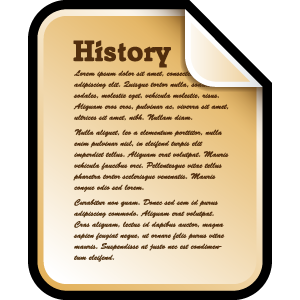 History
Lorem ipsum dolor sit amet, consec
adipiscing elit. Quisque tortor nulla, so
sodales, molestie eget, vehicula molestie, risus.
Aliquam eros eros, pulvinar ac, viverra sit amet,
ultrices sit amet, nibh. Nullam diam.
Nulla aliquet, leo a elementum porttitor, nulla
enim pulvinar nisl, in eleifend turpis elit
imperdiet tellus. Aliquam erat volutpat. Mauris
vehicula faucibus orci. Pellentesque vitae tellus
pharetra tortor scelerisque venenatis. Mauris
congue odio sed lorem.
Curabitur non quam. Donec sem id purus
adipiscing commodo. Aliquam erat volutpat.
Cras aliquam, lectus id dapibus auctor, magna
sapien feugiat neque, ut ornare felis purus vitae
mauris. Suspendisse at justo nec est condimen-
tum eleifend.